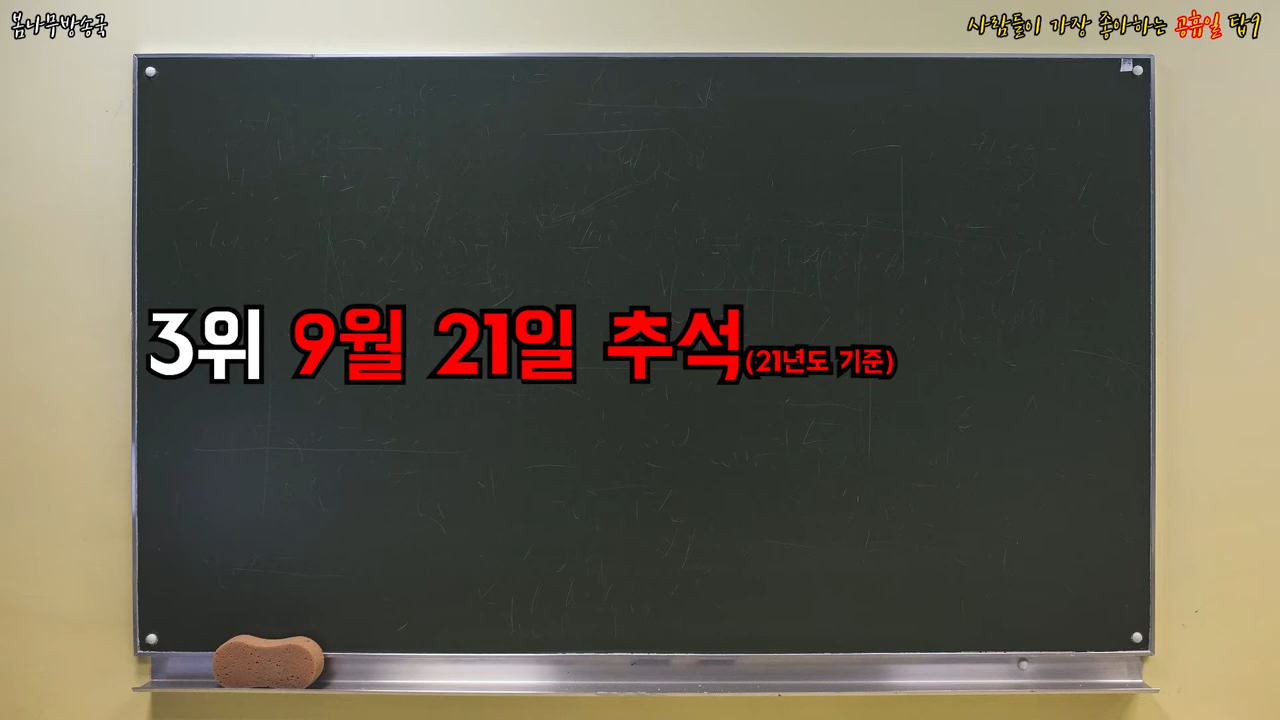 봄나무방송국
사람들이 가장 좋아하는 공휴일 탑9
3위 9월 21일 추석(21년도 기준)